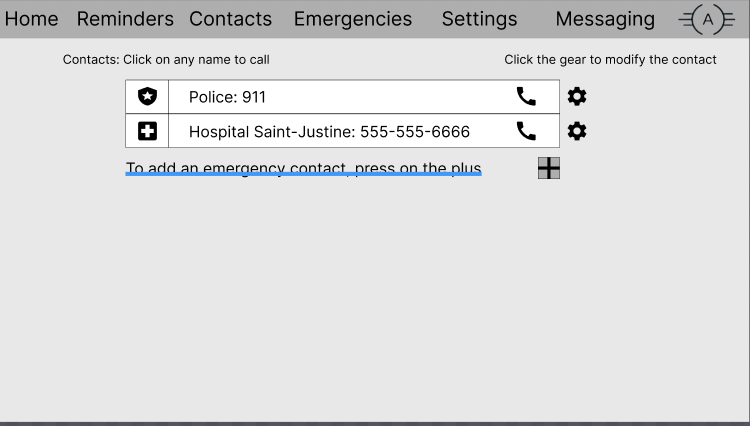 Home Reminders Contacts Emergencies Settings Messaging A
Contacts: Click on any name to call
Click the gear to modify the contact
Police: 911
Hospital Saint-Justine: 555-555-6666
To add an emergency contact, press on the plus